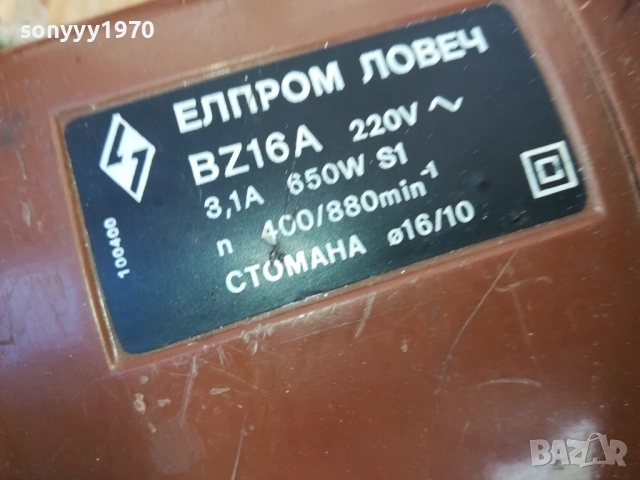 sonyyy1970
ЕЛПРОМ ЛОВЕЧ
BZ16A 220V ~
3,1A 650W S1
n 400/880min⁻¹
СТОМАНА ø16/10
100400
BAZAR